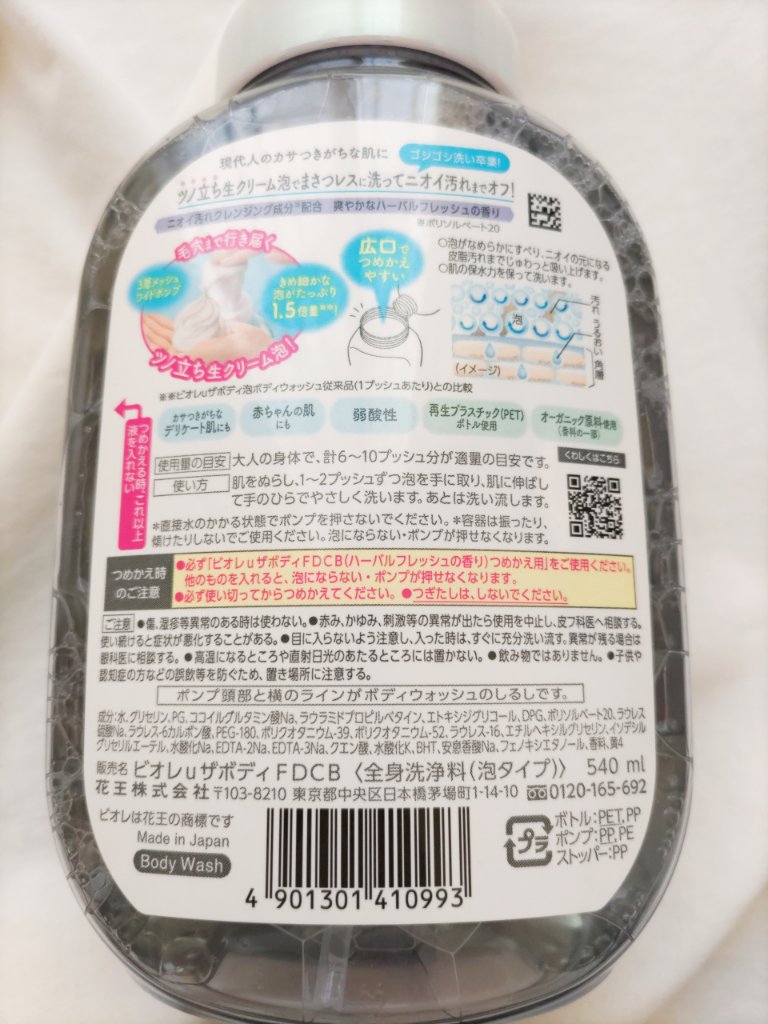 現代人のカサつきがちな肌に
ゴシゴシ洗い卒業!
ツノ立ち生クリーム泡でまさつレスに洗ってニオイ汚れまでオフ!
ニオイ汚れクレンジング成分※配合 爽やかなハーバルフレッシュの香り
※ポリソルベート20
毛穴まで行き届く
3層メッシュ
ワイドポンプ
きめ細かな
泡がたっぷり
1.5倍量※※!
ツノ立ち生クリーム泡!
広口で
つめかえ
やすい
○泡がなめらかにすべり、ニオイの元になる
皮脂汚れまでじゅわっと吸い上げます。
○肌の保水力を保って洗います。
泡
汚れ
うるおい
角層
(イメージ)
※※ビオレuザボディ泡ボディウォッシュ従来品(1プッシュあたり)との比較
カサつきがちな
デリケート肌にも
赤ちゃんの肌
にも
弱酸性
再生プラスチック(PET)
ボトル使用
オーガニック原料使用
(香料の一部)
つめかえる時、これ以上
液を入れない
使用量の目安 大人の身体で、計6〜10プッシュ分が適量の目安です。
くわしくはこちら
使い方 肌をぬらし、1〜2プッシュずつ泡を手に取り、肌に伸ばし
て手のひらでやさしく洗います。あとは洗い流します。
*直接水のかかる状態でポンプを押さないでください。*容器は振ったり、
傾けたりしないでご使用ください。泡にならない・ポンプが押せなくなります。
つめかえ時
のご注意
●必ず「ビオレuザボディFDCB(ハーバルフレッシュの香り)つめかえ用」をご使用ください。
他のものを入れると、泡にならない・ポンプが押せなくなります。
●必ず使い切ってからつめかえてください。●つぎたしは、しないでください。
ご注意 ●傷、湿疹等異常のある時は使わない。●赤み、かゆみ、刺激等の異常が出たら使用を中止し、皮フ科医へ相談する。
使い続けると症状が悪化することがある。●目に入らないよう注意し、入った時は、すぐに充分洗い流す。異常が残る場合は
眼科医に相談する。●高温になるところや直射日光のあたるところには置かない。●飲み物ではありません。●子供や
認知症の方などの誤飲等を防ぐため、置き場所に注意する。
ポンプ頭部と横のラインがボディウォッシュのしるしです。
成分:水、グリセリン、PG、ココイルグルタミン酸Na、ラウラミドプロピルベタイン、エトキシジグリコール、DPG、ポリソルベート20、ラウレス
硫酸Na、ラウレス-6カルボン酸、PEG-180、ポリクオタニウム-39、ポリクオタニウム-52、ラウレス-16、エチルヘキシルグリセリン、イソデシル
グリセリルエーテル、水酸化Na、EDTA-2Na、EDTA-3Na、クエン酸、水酸化K、BHT、安息香酸Na、フェノキシエタノール、香料、黄4
販売名 ビオレuザボディFDCB 〈全身洗浄料(泡タイプ)〉 540 ml
花王株式会社 〒103-8210 東京都中央区日本橋茅場町1-14-10 0120-165-692
ビオレは花王の商標です
Made in Japan
Body Wash
4 901301 410993
プラ
ボトル:PET,PP
ポンプ:PP,PE
ストッパー:PP